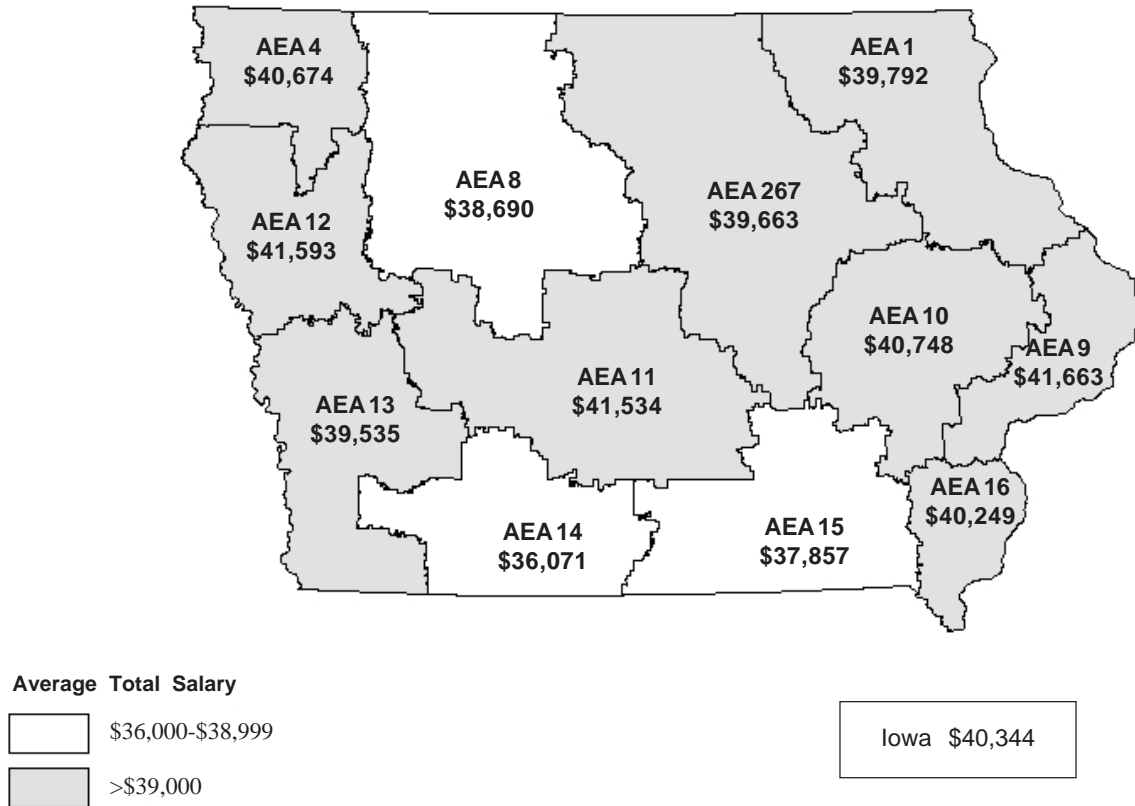 AEA 4
$40,674
AEA 1
$39,792
AEA 8
$38,690
AEA 267
$39,663
AEA 12
$41,593
AEA 10
$40,748
AEA 9
$41,663
AEA 11
$41,534
AEA 13
$39,535
AEA 16
$40,249
AEA 14
$36,071
AEA 15
$37,857
Average Total Salary
$36,000-$38,999
>$39,000
Iowa $40,344